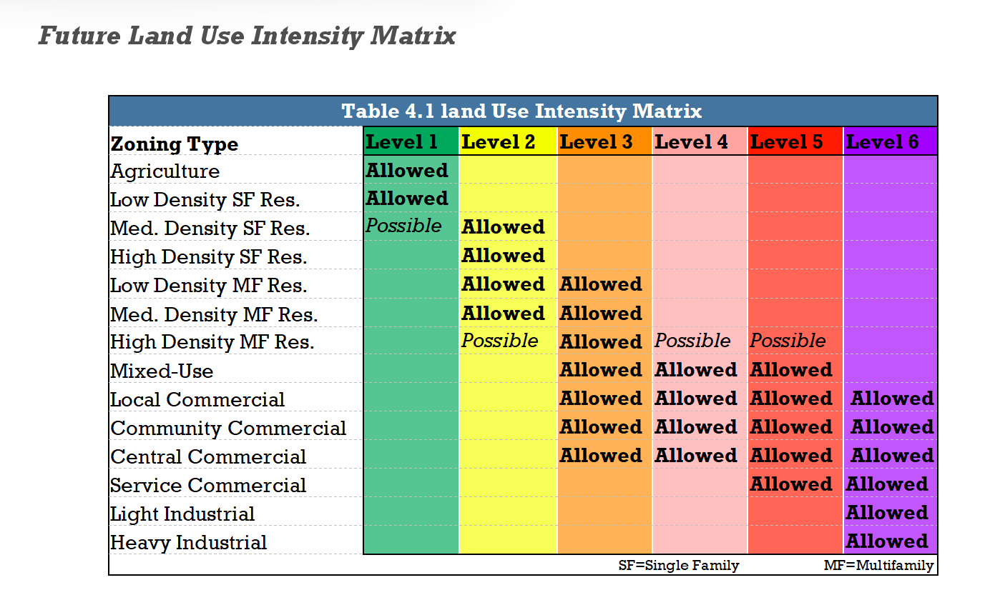 Future Land Use Intensity Matrix
Table 4.1 land Use Intensity Matrix
Zoning Type Level 1 Level 2 Level 3 Level 4 Level 5 Level 6
Agriculture Allowed
Low Density SF Res. Allowed
Med. Density SF Res. Possible Allowed
High Density SF Res. Allowed
Low Density MF Res. Allowed Allowed
Med. Density MF Res. Allowed Allowed
High Density MF Res. Possible Allowed Possible Possible
Mixed-Use Allowed Allowed Allowed
Local Commercial Allowed Allowed Allowed Allowed
Community Commercial Allowed Allowed Allowed Allowed
Central Commercial Allowed Allowed Allowed Allowed
Service Commercial Allowed Allowed
Light Industrial Allowed
Heavy Industrial Allowed
SF=Single Family MF=Multifamily